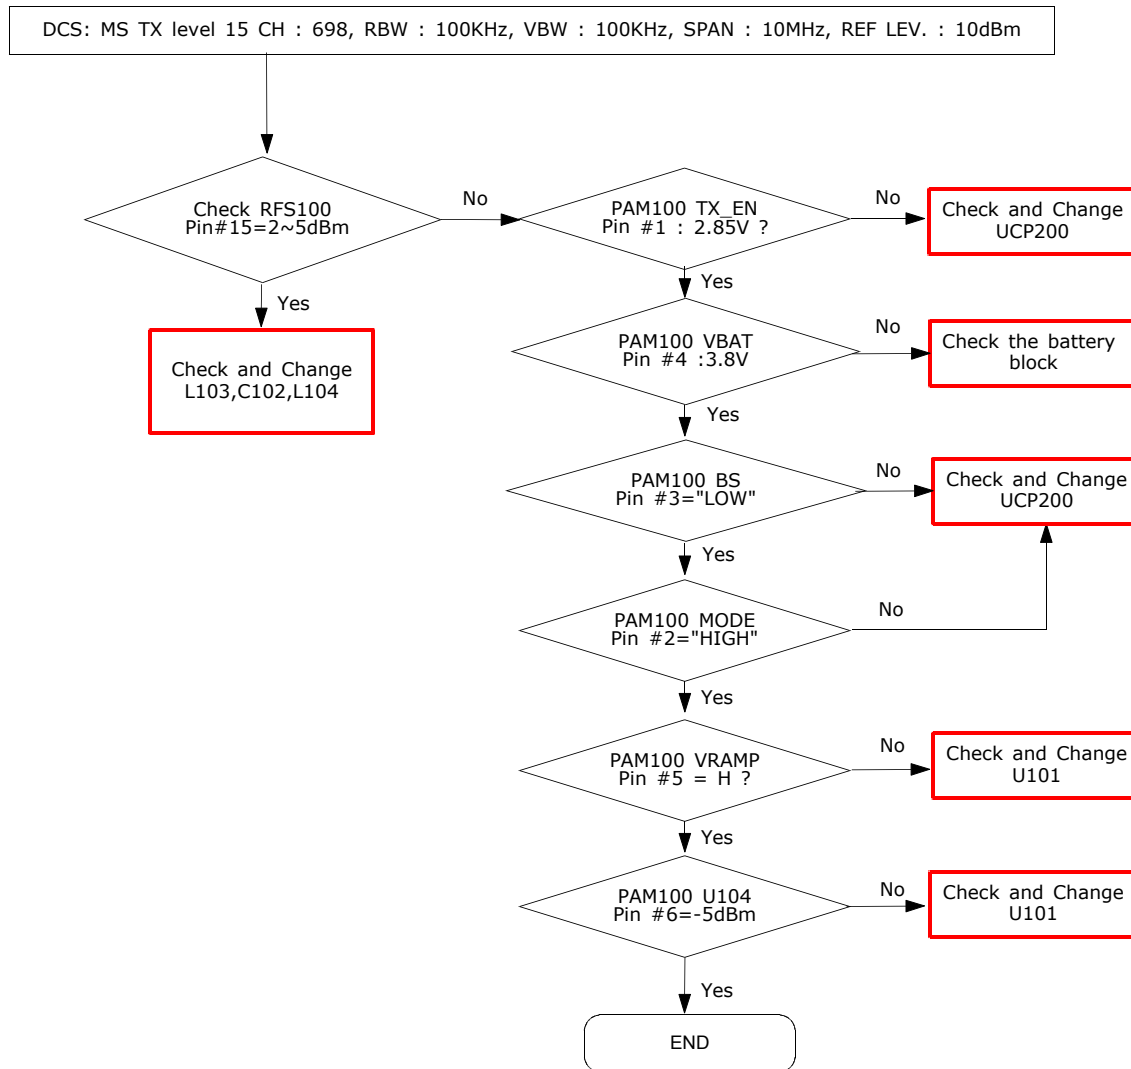 DCS: MS TX level 15 CH : 698, RBW : 100KHz, VBW : 100KHz, SPAN : 10MHz, REF LEV. : 10dBm
Check RFS100
Pin#15=2~5dBm
No
PAM100 TX_EN
Pin #1 : 2.85V ?
No
Check and Change
UCP200
Yes
Yes
Check and Change
L103,C102,L104
PAM100 VBAT
Pin #4 :3.8V
No
Check the battery
block
Yes
PAM100 BS
Pin #3="LOW"
No
Check and Change
UCP200
Yes
PAM100 MODE
Pin #2="HIGH"
No
Yes
PAM100 VRAMP
Pin #5 = H ?
No
Check and Change
U101
Yes
PAM100 U104
Pin #6=-5dBm
No
Check and Change
U101
Yes
END